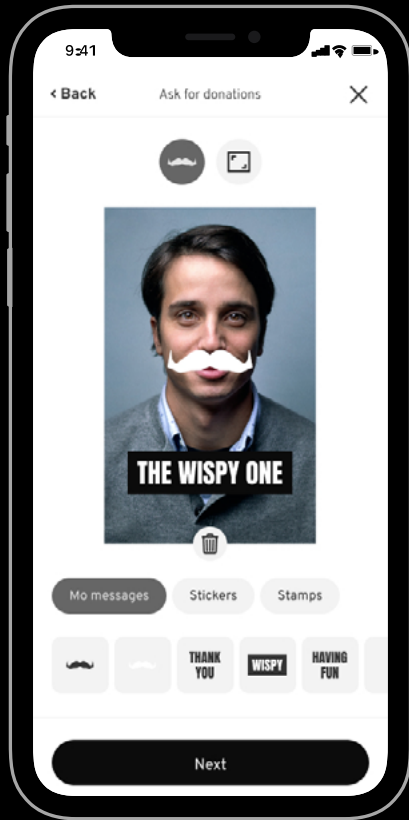 9:41
< Back
Ask for donations
THE WISPY ONE
Mo messages
Stickers
Stamps
THANK
YOU
WISPY
HAVING
FUN
Next